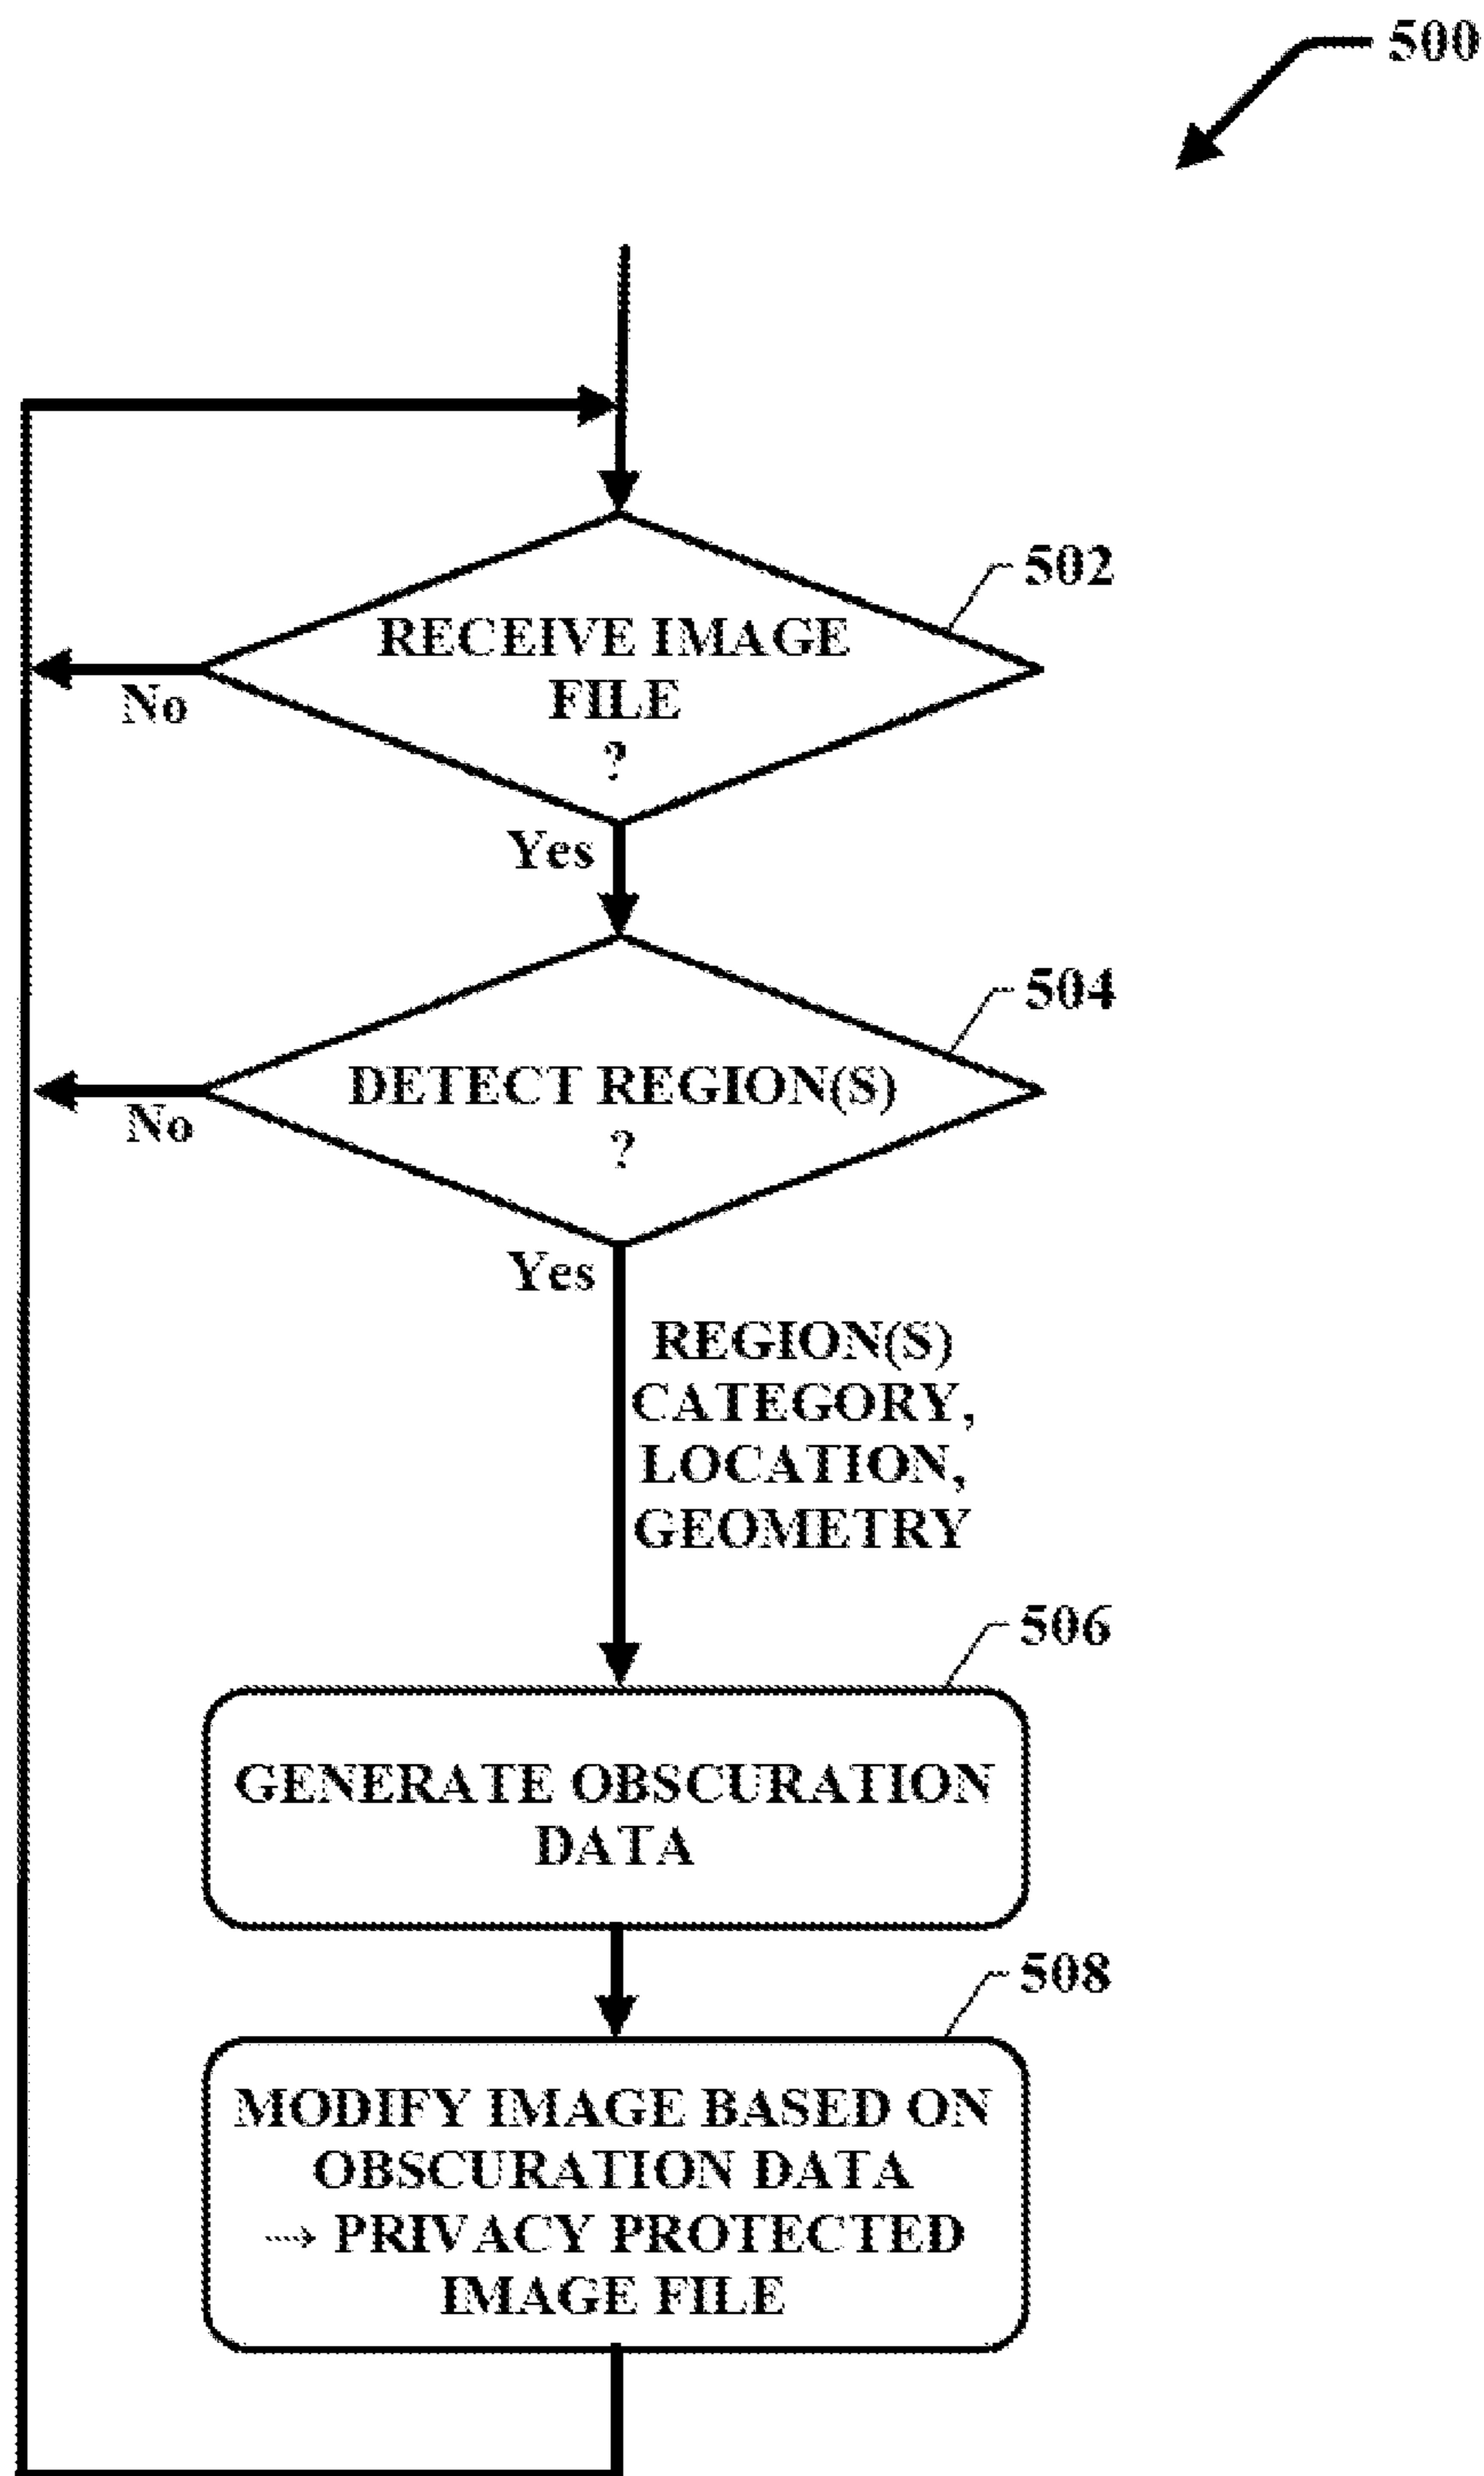 500
502
RECEIVE IMAGE
FILE
?
No
Yes
504
DETECT REGION(S)
?
No
Yes
REGION(S)
CATEGORY,
LOCATION,
GEOMETRY
506
GENERATE OBSCURATION
DATA
508
MODIFY IMAGE BASED ON
OBSCURATION DATA
⇢ PRIVACY PROTECTED
IMAGE FILE